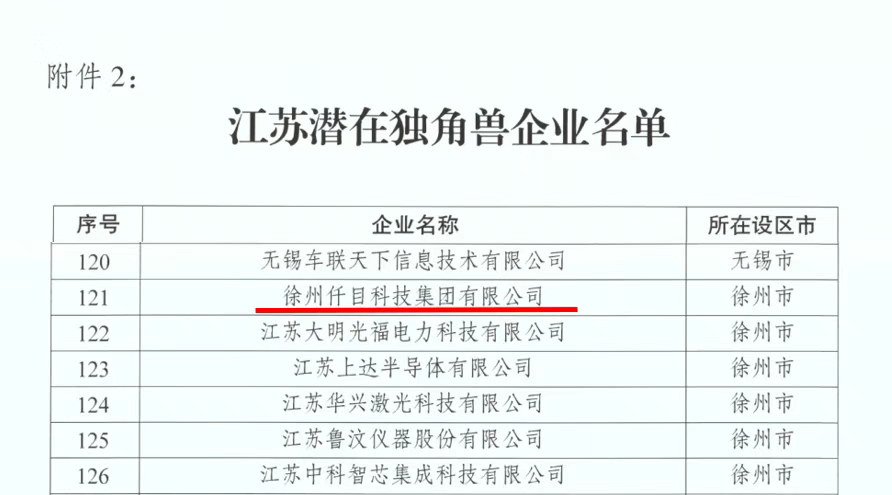 附件2：
江苏潜在独角兽企业名单
序号 企业名称 所在设区市
120 无锡车联天下信息技术有限公司 无锡市
121 徐州仟目科技集团有限公司 徐州市
122 江苏大明光福电力科技有限公司 徐州市
123 江苏上达半导体有限公司 徐州市
124 江苏华兴激光科技有限公司 徐州市
125 江苏鲁汶仪器股份有限公司 徐州市
126 江苏中科智芯集成科技有限公司 徐州市